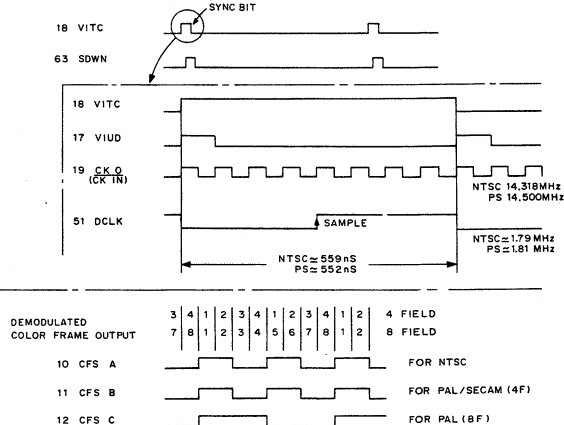 SYNC BIT
18 VITC
63 SDWN
18 VITC
17 VIUD
19 CK O
(CK IN)
NTSC 14,318MHz
PS 14,500MHz
51 DCLK
SAMPLE
NTSC≃1.79 MHz
PS≃1.81 MHz
NTSC≃559nS
PS≃552nS
DEMODULATED
COLOR FRAME OUTPUT
3 4 1 2 3 4 1 2 3 4 1 2 4 FIELD
7 8 1 2 3 4 5 6 7 8 1 2 8 FIELD
10 CFS A FOR NTSC
11 CFS B FOR PAL/SECAM (4F)
12 CFS C FOR PAL (8F)